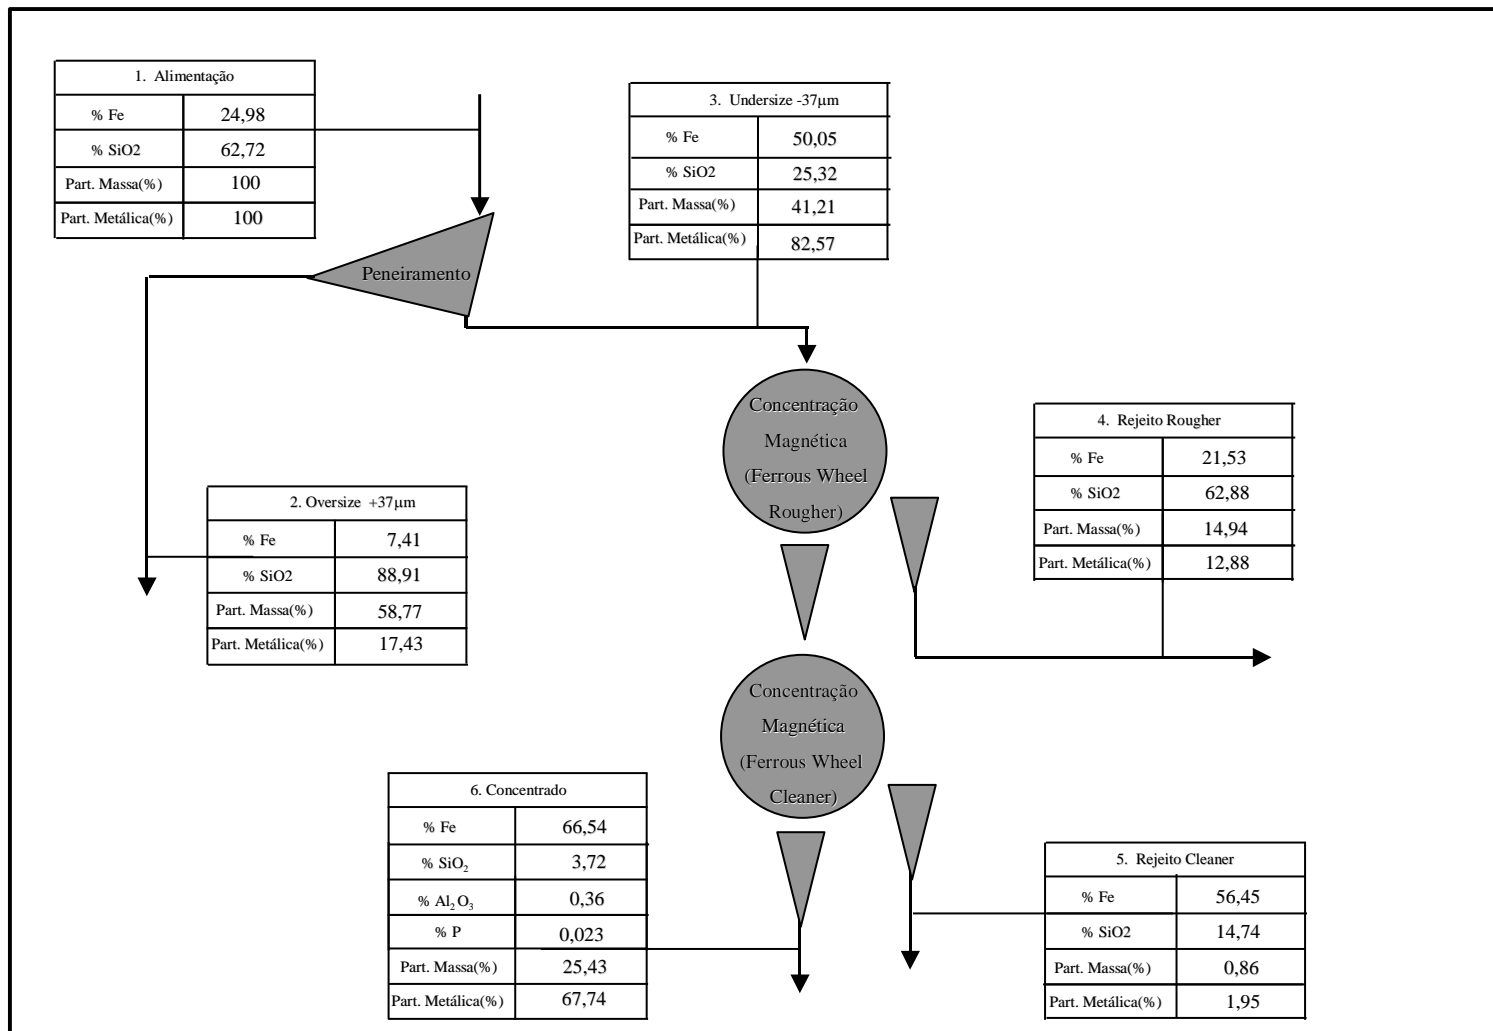 1. Alimentação
% Fe 24,98
% SiO2 62,72
Part. Massa(%) 100
Part. Metálica(%) 100
3. Undersize -37µm
% Fe 50,05
% SiO2 25,32
Part. Massa(%) 41,21
Part. Metálica(%) 82,57
Peneiramento
Concentração
Magnética
(Ferrous Wheel
Rougher)
4. Rejeito Rougher
% Fe 21,53
% SiO2 62,88
Part. Massa(%) 14,94
Part. Metálica(%) 12,88
2. Oversize +37µm
% Fe 7,41
% SiO2 88,91
Part. Massa(%) 58,77
Part. Metálica(%) 17,43
Concentração
Magnética
(Ferrous Wheel
Cleaner)
6. Concentrado
% Fe 66,54
% SiO₂ 3,72
% Al₂O₃ 0,36
% P 0,023
Part. Massa(%) 25,43
Part. Metálica(%) 67,74
5. Rejeito Cleaner
% Fe 56,45
% SiO2 14,74
Part. Massa(%) 0,86
Part. Metálica(%) 1,95